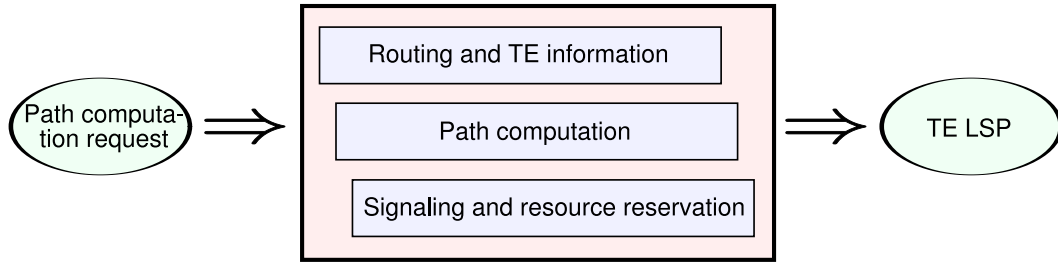 Path computa-
tion request
Routing and TE information
Path computation
Signaling and resource reservation
TE LSP